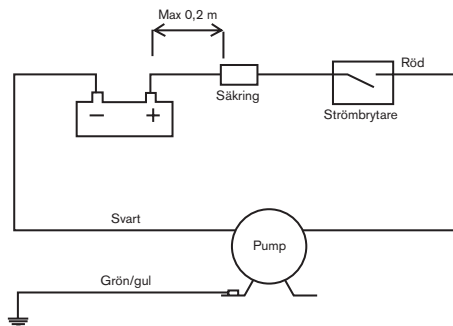 Max 0,2 m
Röd
Säkring
Strömbrytare
− +
Svart
Pump
Grön/gul